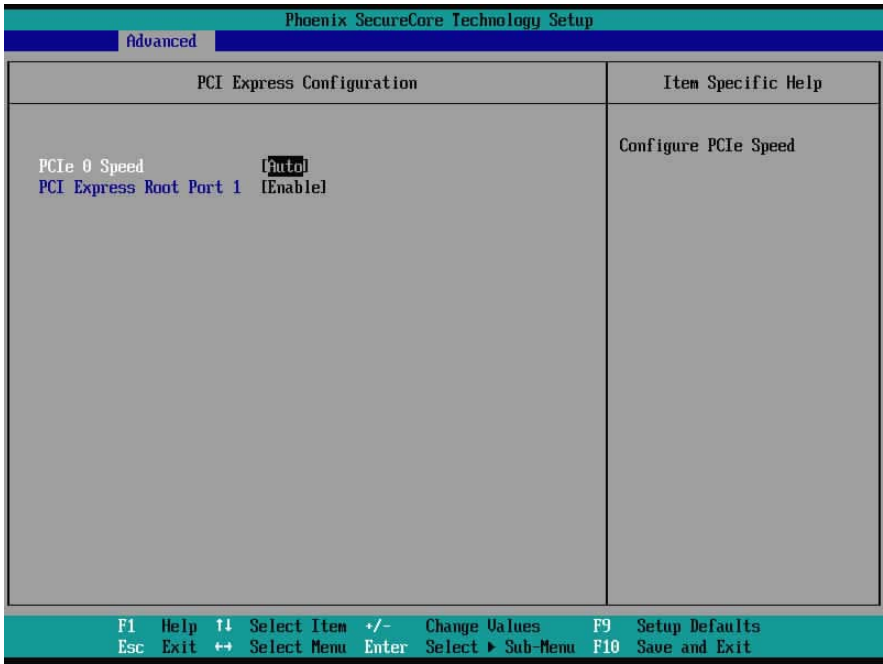 Phoenix SecureCore Technology Setup
Advanced
PCI Express Configuration
Item Specific Help
Configure PCIe Speed
PCIe 0 Speed [Auto]
PCI Express Root Port 1 [Enable]
F1 Help ↑↓ Select Item +/- Change Values F9 Setup Defaults
Esc Exit ↔ Select Menu Enter Select ▶ Sub-Menu F10 Save and Exit